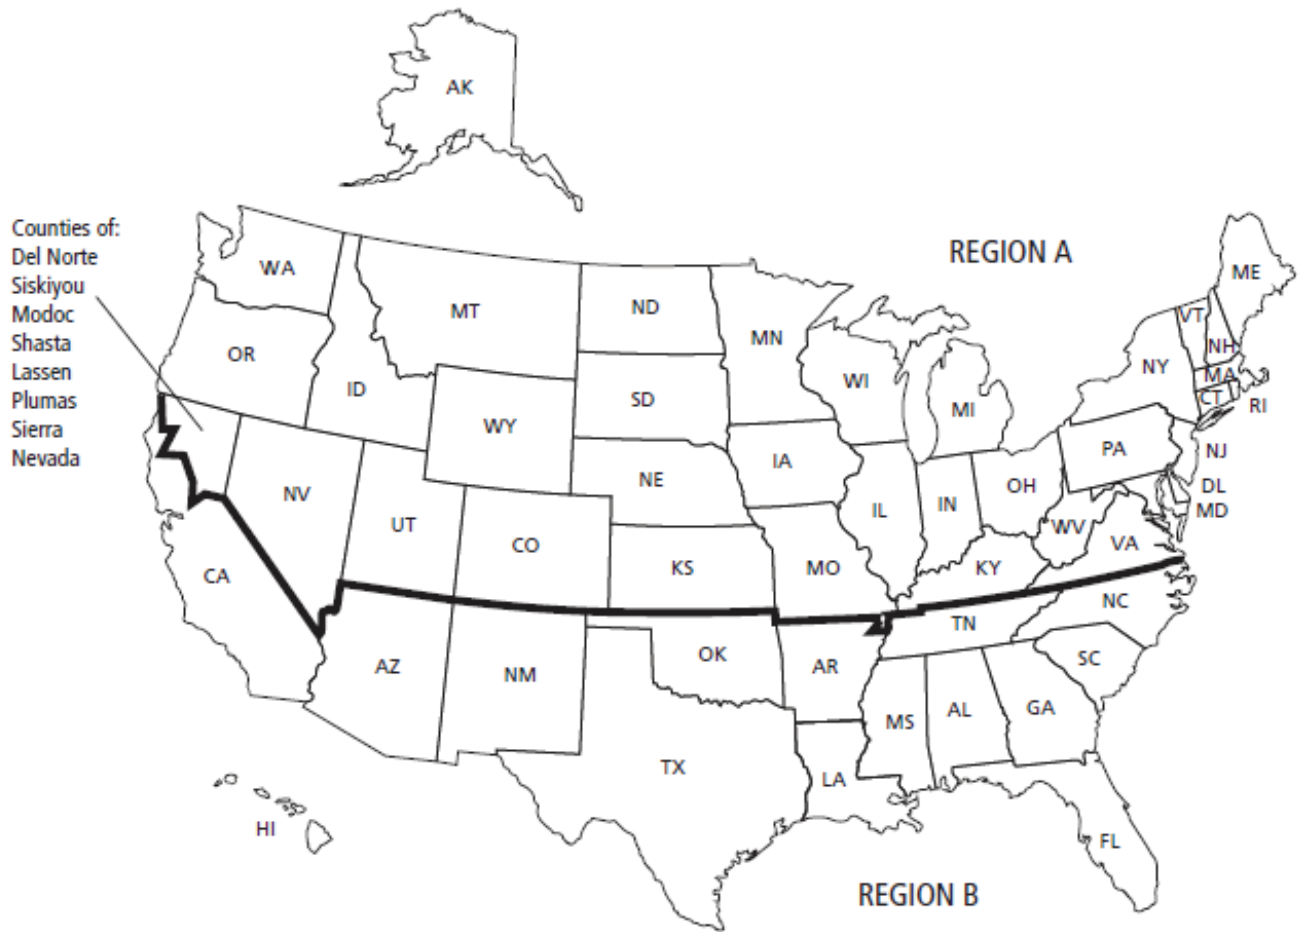 AK
Counties of:
Del Norte
Siskiyou
Modoc
Shasta
Lassen
Plumas
Sierra
Nevada
REGION A
WA
MT
ND
MN
ME
VT
NH
OR
ID
WY
SD
WI
MI
NY
MA
CT
RI
NV
UT
CO
NE
IA
IL
IN
OH
PA
NJ
DL
MD
WV
VA
CA
KS
MO
KY
NC
TN
AZ
NM
OK
AR
SC
MS
AL
GA
TX
LA
HI
FL
REGION B